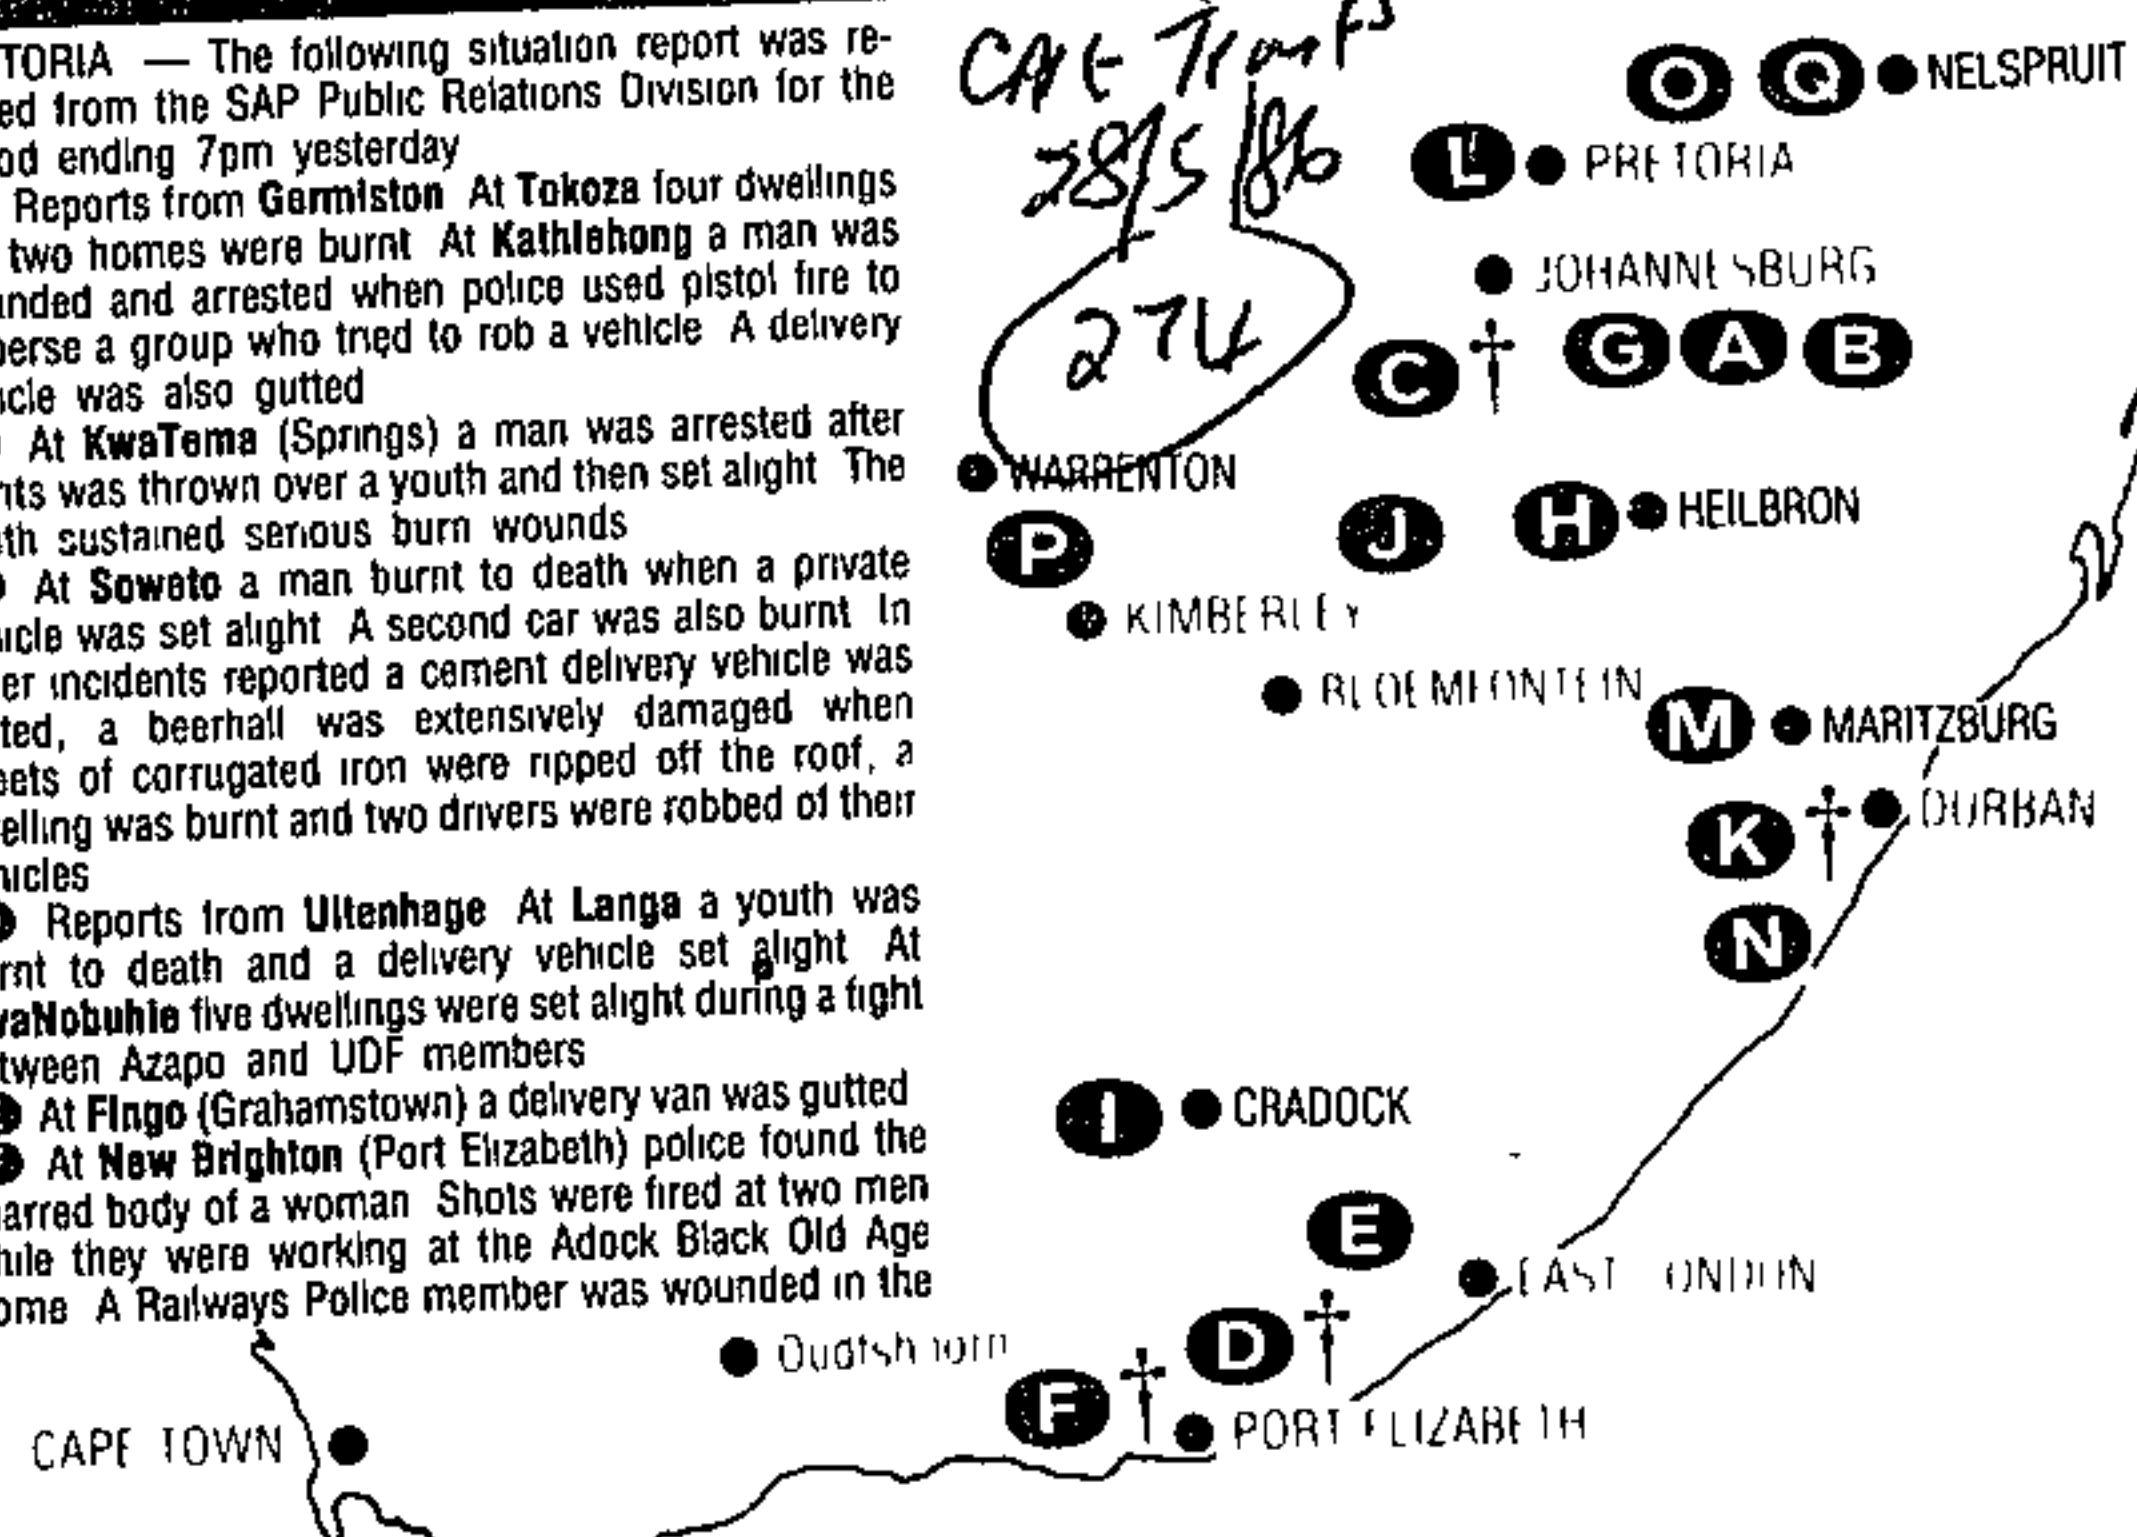 TORIA — The following situation report was re-
ed from the SAP Public Relations Division for the
od ending 7pm yesterday
Reports from Germiston At Tokoza four dwellings
two homes were burnt At Kathlehong a man was
unded and arrested when police used pistol fire to
perse a group who tried to rob a vehicle A delivery
icle was also gutted
At KwaTema (Springs) a man was arrested after
nts was thrown over a youth and then set alight The
uth sustained serious burn wounds
At Soweto a man burnt to death when a private
hicle was set alight A second car was also burnt In
er incidents reported a cement delivery vehicle was
ted, a beerhall was extensively damaged when
eets of corrugated iron were ripped off the roof, a
elling was burnt and two drivers were robbed of their
hicles
Reports from Uitenhage At Langa a youth was
rnt to death and a delivery vehicle set alight At
waNobuhle five dwellings were set alight during a fight
tween Azapo and UDF members
At Fingo (Grahamstown) a delivery van was gutted
At New Brighton (Port Elizabeth) police found the
arred body of a woman Shots were fired at two men
hile they were working at the Adock Black Old Age
ome A Railways Police member was wounded in the
28/5/86
274
O Q NELSPRUIT
L PRETORIA
JOHANNESBURG
C G A B
WARRENTON
P J H HEILBRON
KIMBERLEY
BLOEMFONTEIN
M MARITZBURG
K DURBAN
N
I CRADOCK
E
EAST LONDON
D
Oudtshoorn
F
PORT ELIZABETH
CAPE TOWN